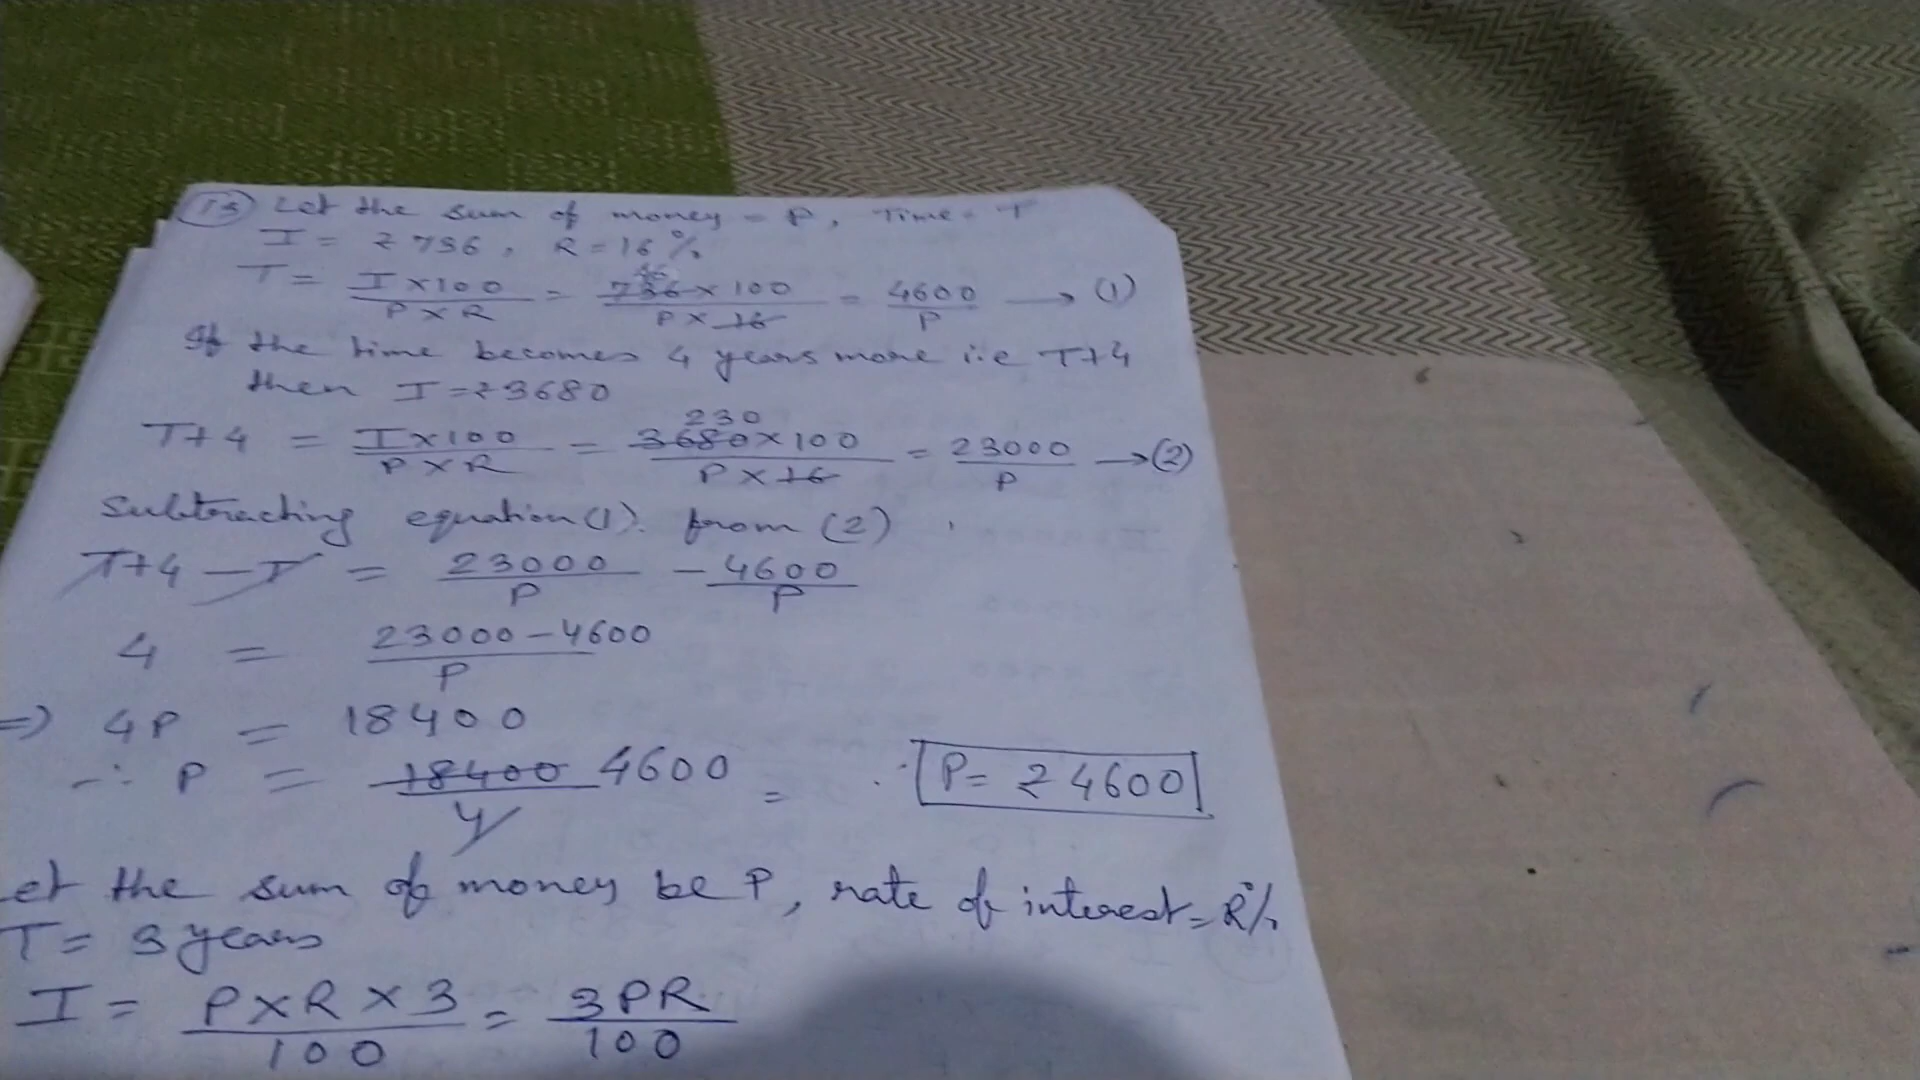 (13) Let the sum of money = P, Time = T
I = ₹ 736, R = 16%
T = I×100 / P×R = 46 736×100 / P×16 = 4600 / P → (1)
If the time becomes 4 years more i.e T+4
then I = ₹3680
T+4 = I×100 / P×R = 230 3680×100 / P×16 = 23000 / P → (2)
Subtracting equation (1). from (2)
T+4 – T = 23000 / P – 4600 / P
4 = 23000–4600 / P
⇒) 4P = 18400
∴ P = 18400 / 4 4600 = ∴ P = ₹ 4600
et the sum of money be P, rate of interest = R%
T = 3 years
I = P×R×3 / 100 = 3PR / 100